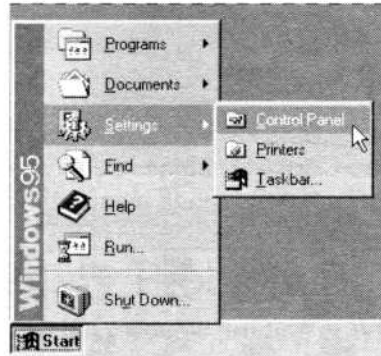 Programs
Documents
Settings
Control Panel
Printers
Taskbar...
Find
Help
Run...
Shut Down...
Windows95
Start